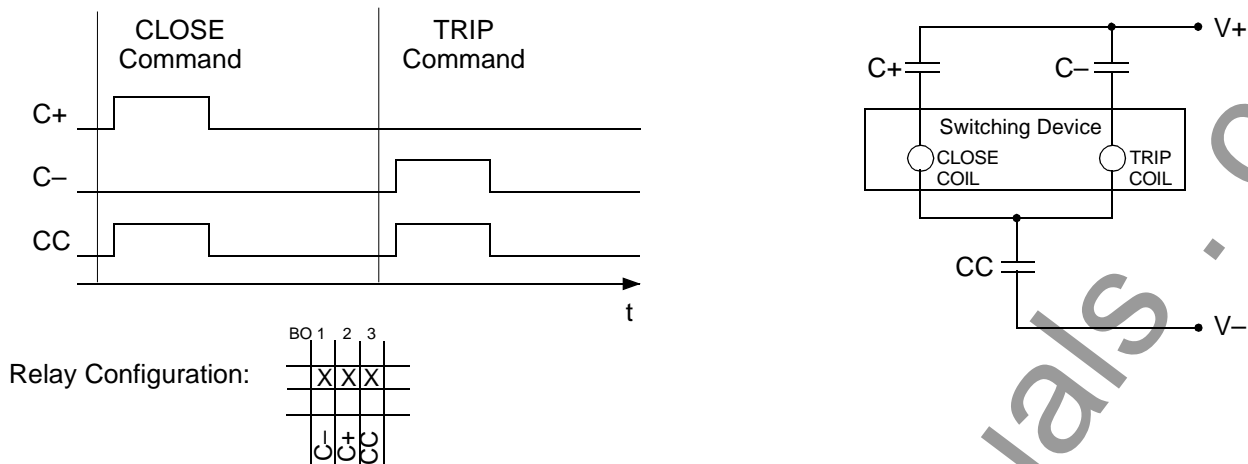 CLOSE
Command
TRIP
Command
C+
C–
CC
t
Relay Configuration:
BO 1 2 3
X X X
C– C+ CC
V+
C+
C–
Switching Device
CLOSE
COIL
TRIP
COIL
CC
V–
uals . c